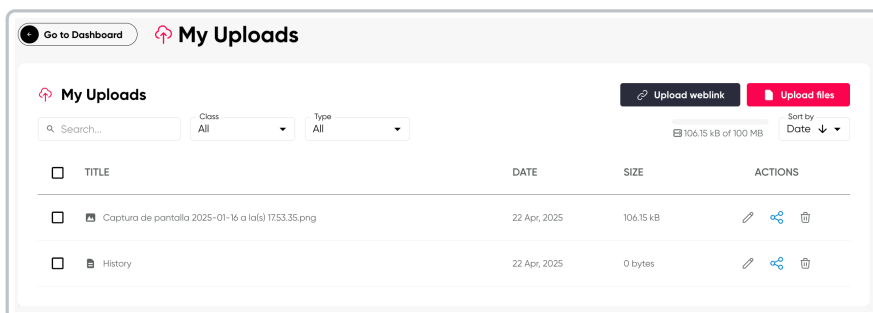 Go to Dashboard
My Uploads
My Uploads
Upload weblink
Upload files
Search...
Class
All
Type
All
106.15 kB of 100 MB
Sort by
Date
TITLE DATE SIZE ACTIONS
Captura de pantalla 2025-01-16 a la(s) 17.53.35.png 22 Apr, 2025 106.15 kB
History 22 Apr, 2025 0 bytes